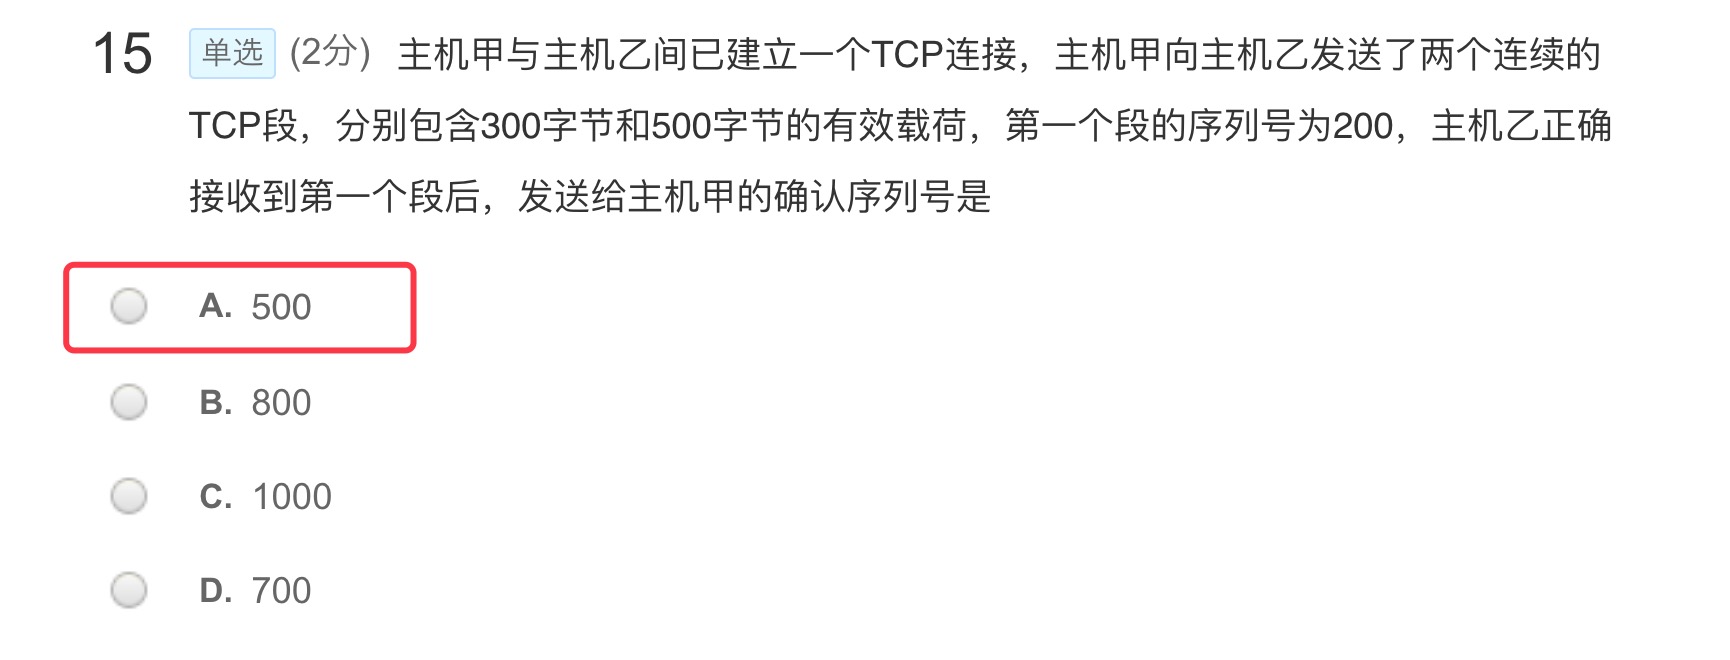 15 单选 (2分) 主机甲与主机乙间已建立一个TCP连接，主机甲向主机乙发送了两个连续的
TCP段，分别包含300字节和500字节的有效载荷，第一个段的序列号为200，主机乙正确
接收到第一个段后，发送给主机甲的确认序列号是
A. 500
B. 800
C. 1000
D. 700